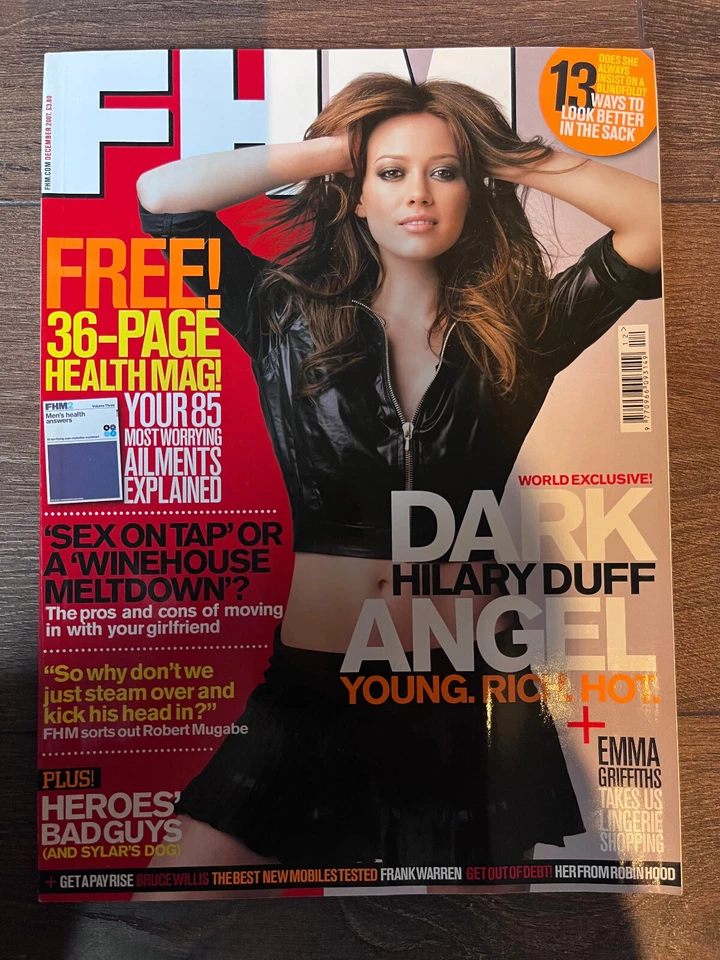 FHM
FHM.COM DECEMBER 2007, £3.80
13
DOES SHE
ALWAYS
INSIST ON A
BLINDFOLD?
WAYS TO
LOOK BETTER
IN THE SACK
FREE!
36-PAGE
HEALTH MAG!
FHM2
Men's health
answers
YOUR 85
MOST WORRYING
AILMENTS
EXPLAINED
'SEX ON TAP' OR
A 'WINEHOUSE
MELTDOWN'?
The pros and cons of moving
in with your girlfriend
"So why don't we
just steam over and
kick his head in?"
FHM sorts out Robert Mugabe
PLUS!
HEROES'
BAD GUYS
(AND SYLAR'S DOG)
12>
9 770966 093149
WORLD EXCLUSIVE!
DARK
HILARY DUFF
ANGEL
YOUNG. RICH. HOT.
+
EMMA
GRIFFITHS
TAKES US
LINGERIE
SHOPPING
+ GET A PAY RISE BRUCE WILLIS THE BEST NEW MOBILES TESTED FRANK WARREN GET OUT OF DEBT! HER FROM ROBIN HOOD